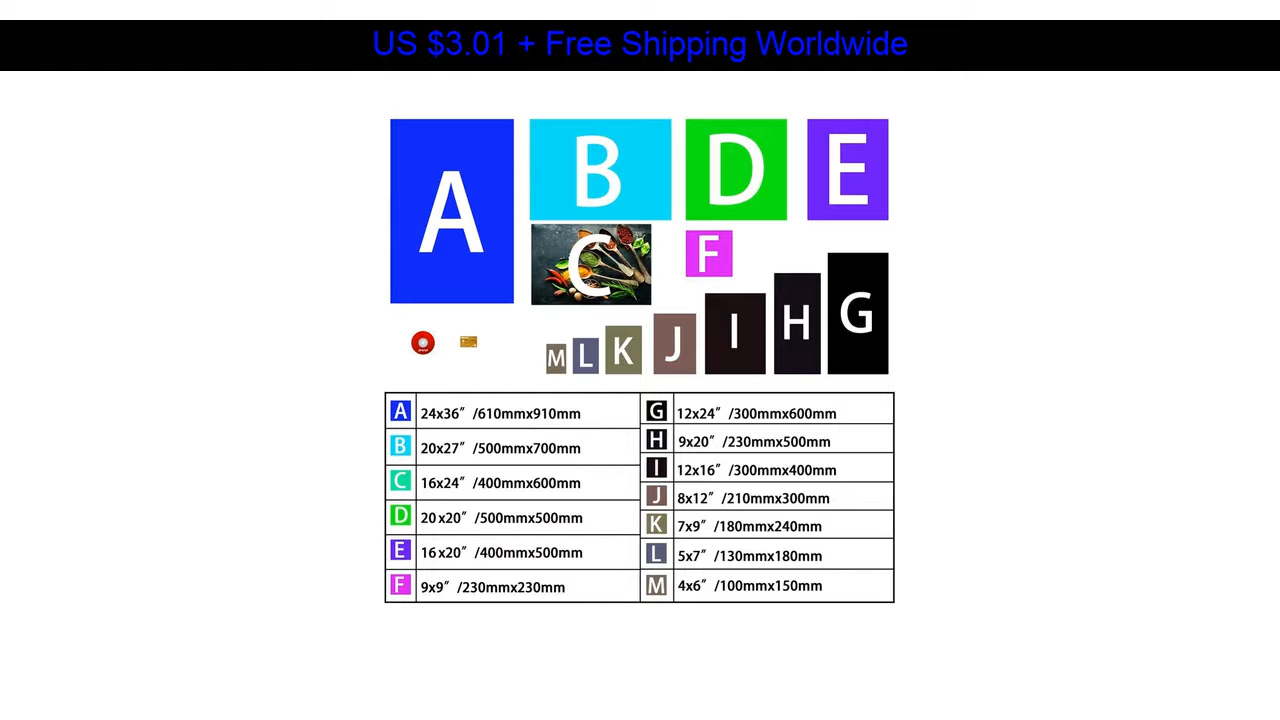 US $3.01 + Free Shipping Worldwide
A
B
D
E
C
F
M
L
K
J
I
H
G
A 24x36" /610mmx910mm
B 20x27" /500mmx700mm
C 16x24" /400mmx600mm
D 20x20" /500mmx500mm
E 16x20" /400mmx500mm
F 9x9" /230mmx230mm
G 12x24" /300mmx600mm
H 9x20" /230mmx500mm
I 12x16" /300mmx400mm
J 8x12" /210mmx300mm
K 7x9" /180mmx240mm
L 5x7" /130mmx180mm
M 4x6" /100mmx150mm